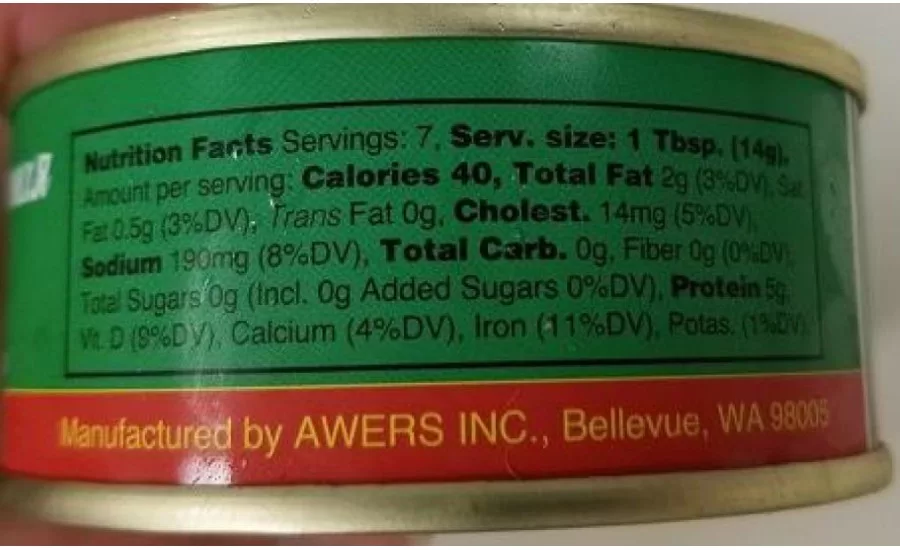 Nutrition Facts Servings: 7, Serv. size: 1 Tbsp. (14g),
Amount per serving: Calories 40, Total Fat 2g (3%DV), Sat.
Fat 0.5g (3%DV), Trans Fat 0g, Cholest. 14mg (5%DV),
Sodium 190mg (8%DV), Total Carb. 0g, Fiber 0g (0%DV),
Total Sugars 0g (Incl. 0g Added Sugars 0%DV), Protein 5g,
Vit. D (8%DV), Calcium (4%DV), Iron (11%DV), Potas. (1%DV)
Manufactured by AWERS INC., Bellevue, WA 98005